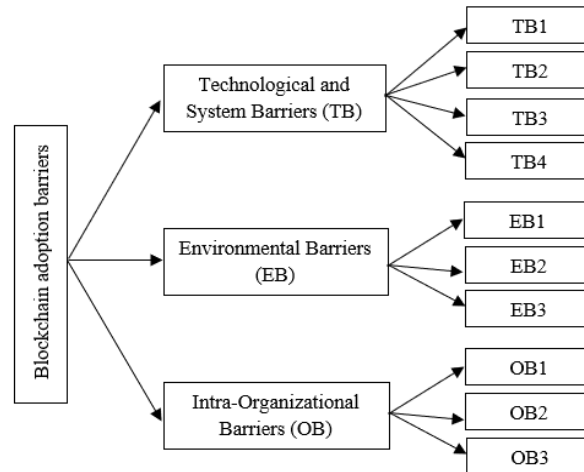 Blockchain adoption barriers
Technological and
System Barriers (TB)
TB1
TB2
TB3
TB4
Environmental Barriers
(EB)
EB1
EB2
EB3
Intra-Organizational
Barriers (OB)
OB1
OB2
OB3